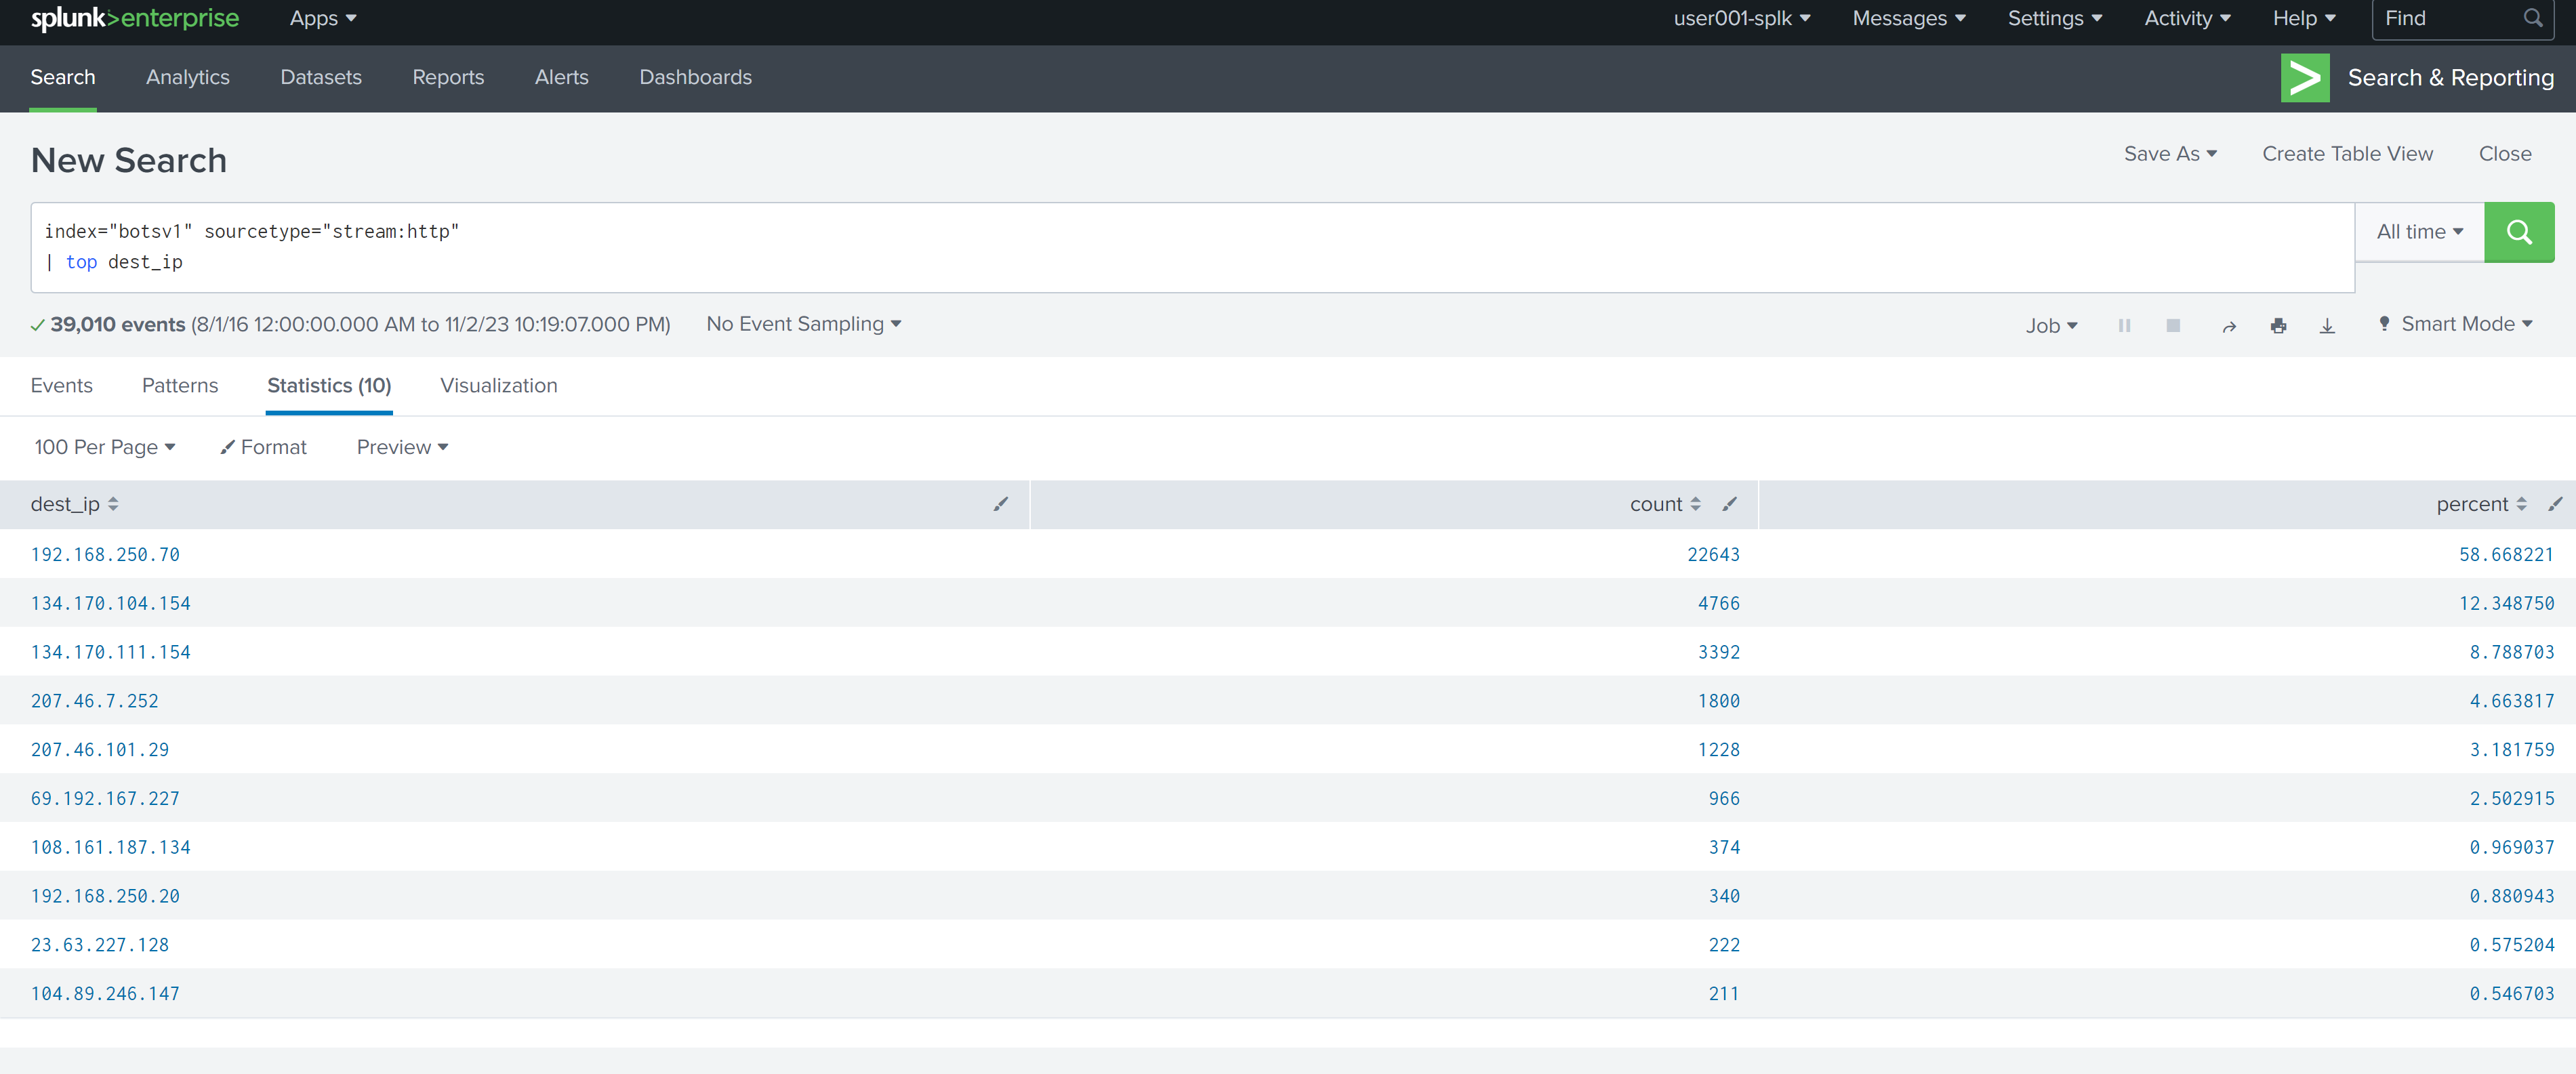 splunk>enterprise Apps user001-splk Messages Settings Activity Help Find
Search Analytics Datasets Reports Alerts Dashboards Search & Reporting
New Search Save As Create Table View Close
index="botsv1" sourcetype="stream:http" All time
| top dest_ip
39,010 events (8/1/16 12:00:00.000 AM to 11/2/23 10:19:07.000 PM) No Event Sampling Job Smart Mode
Events Patterns Statistics (10) Visualization
100 Per Page Format Preview
dest_ip count percent
192.168.250.70 22643 58.668221
134.170.104.154 4766 12.348750
134.170.111.154 3392 8.788703
207.46.7.252 1800 4.663817
207.46.101.29 1228 3.181759
69.192.167.227 966 2.502915
108.161.187.134 374 0.969037
192.168.250.20 340 0.880943
23.63.227.128 222 0.575204
104.89.246.147 211 0.546703